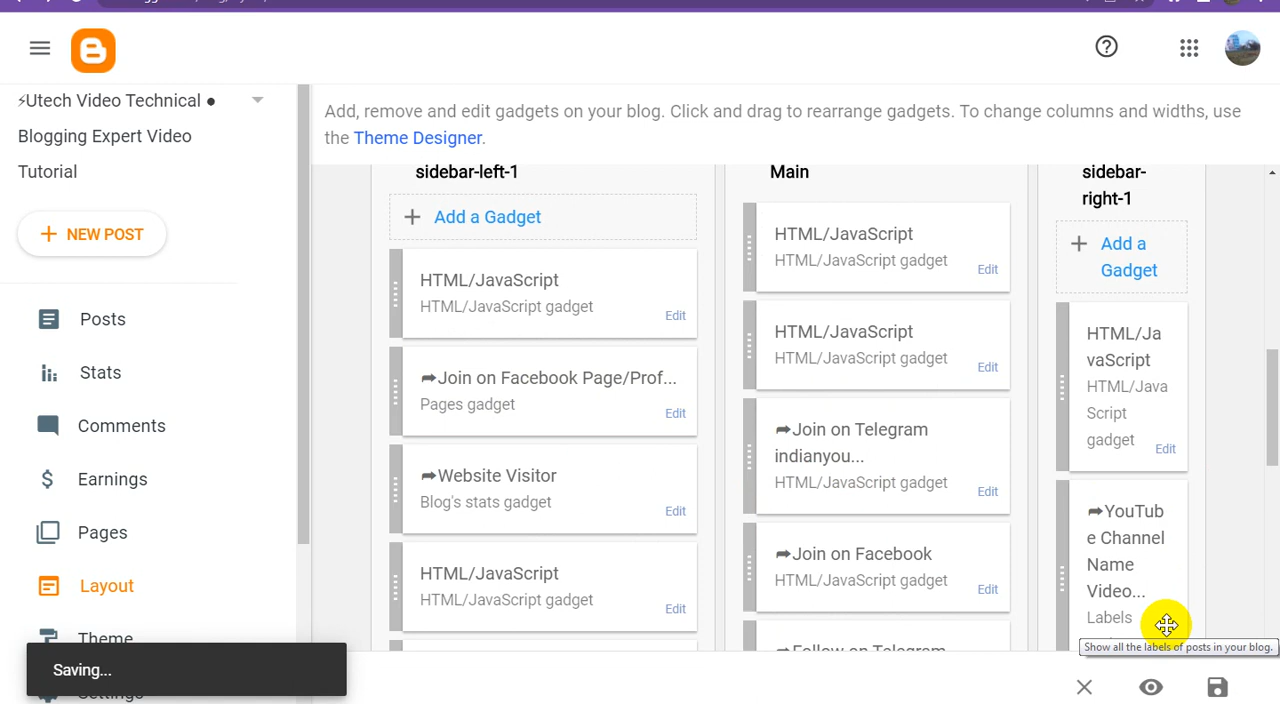 ⚡Utech Video Technical ●
Blogging Expert Video
Tutorial
NEW POST
Posts
Stats
Comments
Earnings
Pages
Layout
Theme
Saving...
Add, remove and edit gadgets on your blog. Click and drag to rearrange gadgets. To change columns and widths, use
the Theme Designer.
sidebar-left-1
+ Add a Gadget
HTML/JavaScript
HTML/JavaScript gadget
Edit
➦Join on Facebook Page/Prof...
Pages gadget
Edit
➦Website Visitor
Blog's stats gadget
Edit
HTML/JavaScript
HTML/JavaScript gadget
Edit
Main
HTML/JavaScript
HTML/JavaScript gadget
Edit
HTML/JavaScript
HTML/JavaScript gadget
Edit
➦Join on Telegram
indianyou...
HTML/JavaScript gadget
Edit
➦Join on Facebook
HTML/JavaScript gadget
Edit
sidebar-
right-1
+ Add a
Gadget
HTML/Ja
vaScript
HTML/Java
Script
gadget
Edit
➦YouTub
e Channel
Name
Video...
Labels
Show all the labels of posts in your blog.